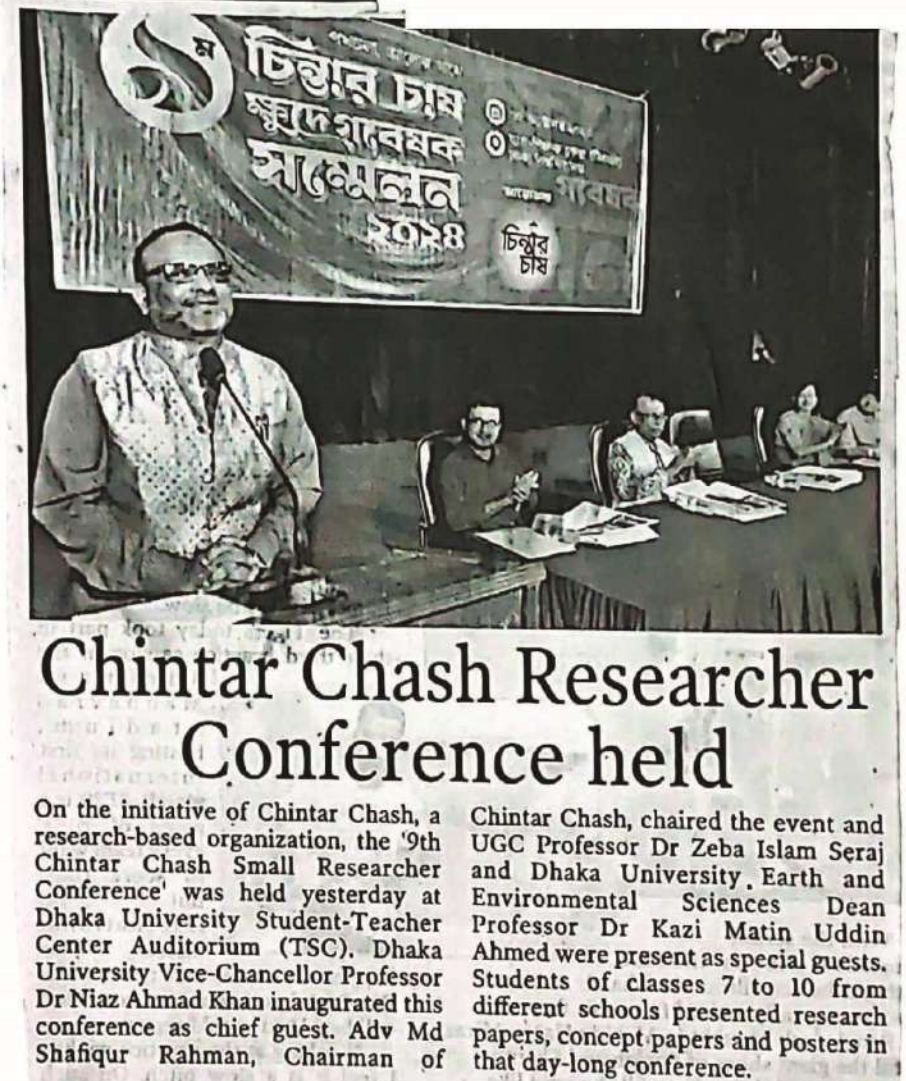 ৯ম
চিন্তার চাষ
ক্ষুদে গবেষক
সম্মেলন
২০২৪
গবেষক
চিন্তার
চাষ
Chintar Chash Researcher
Conference held
On the initiative of Chintar Chash, a
research-based organization, the '9th
Chintar Chash Small Researcher
Conference' was held yesterday at
Dhaka University Student-Teacher
Center Auditorium (TSC). Dhaka
University Vice-Chancellor Professor
Dr Niaz Ahmad Khan inaugurated this
conference as chief guest. Adv Md
Shafiqur Rahman, Chairman of
Chintar Chash, chaired the event and
UGC Professor Dr Zeba Islam Seraj
and Dhaka University Earth and
Environmental Sciences Dean
Professor Dr Kazi Matin Uddin
Ahmed were present as special guests.
Students of classes 7 to 10 from
different schools presented research
papers, concept papers and posters in
that day-long conference.